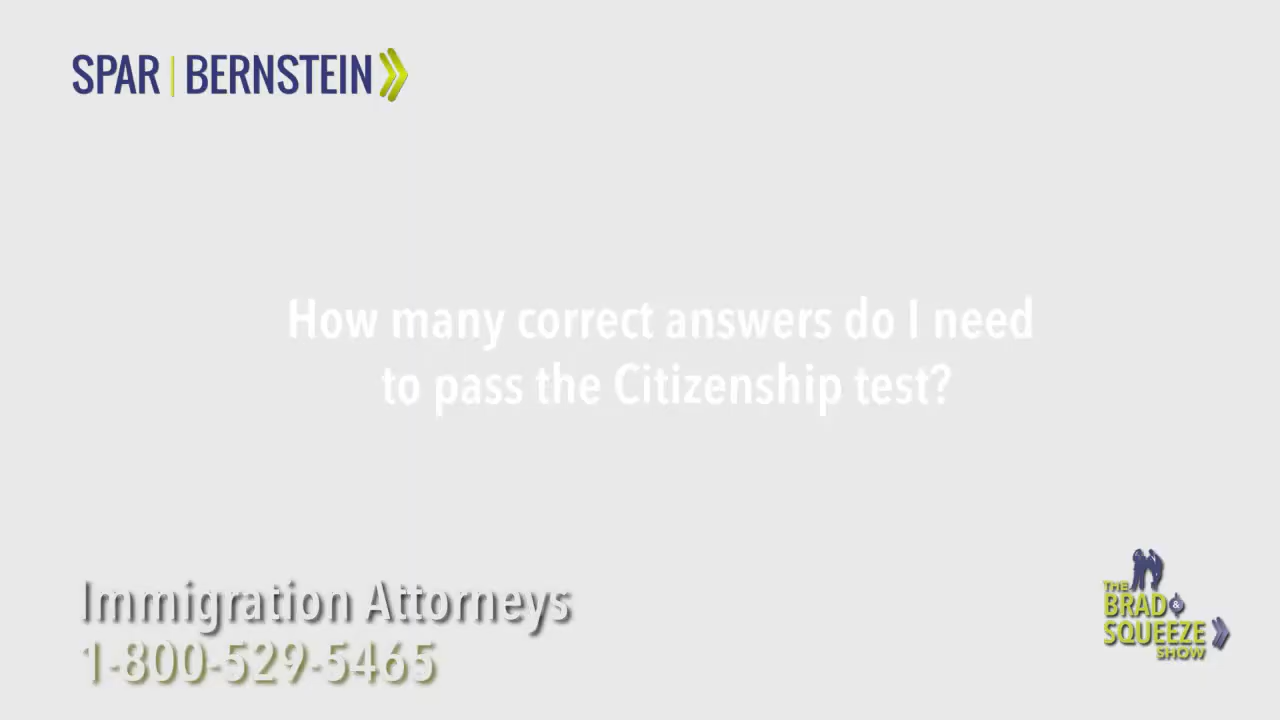 SPAR | BERNSTEIN
How many correct answers do I need
to pass the Citizenship test?
Immigration Attorneys
1-800-529-5465
THE
BRAD &
SQUEEZE
SHOW